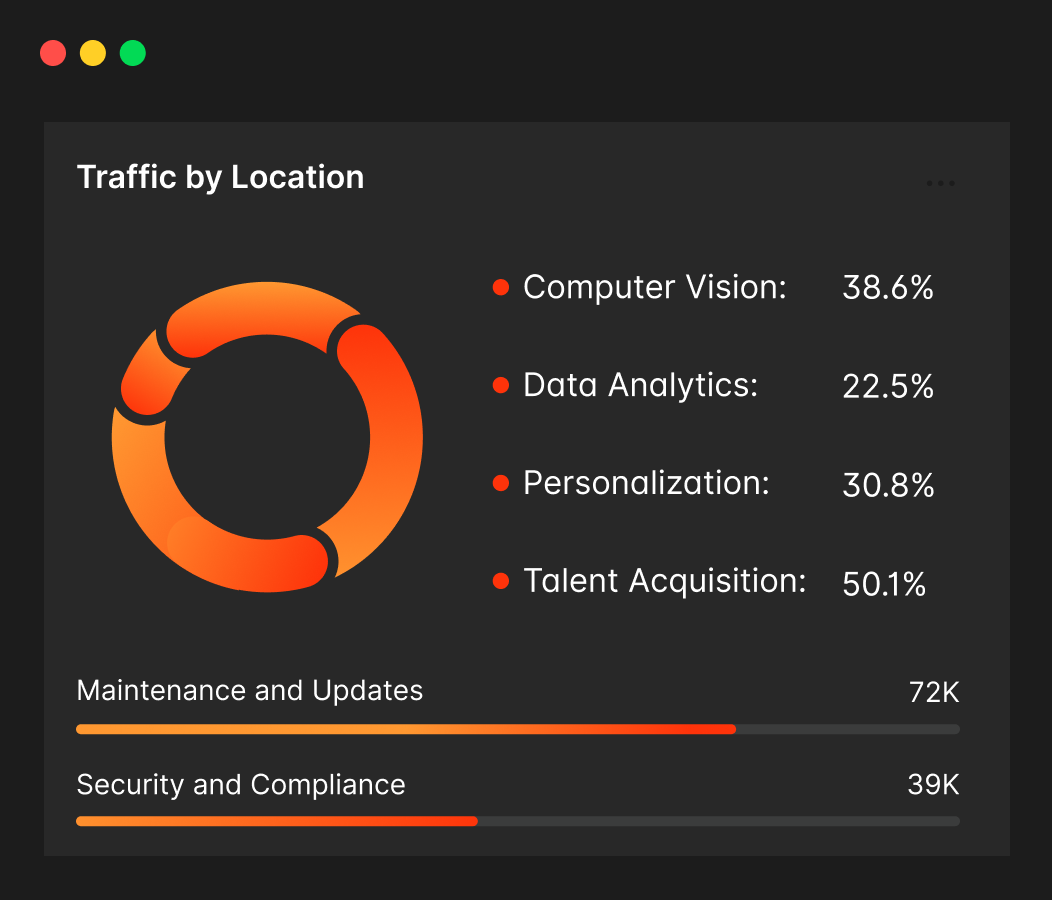 Traffic by Location
Computer Vision: 38.6%
Data Analytics: 22.5%
Personalization: 30.8%
Talent Acquisition: 50.1%
Maintenance and Updates 72K
Security and Compliance 39K